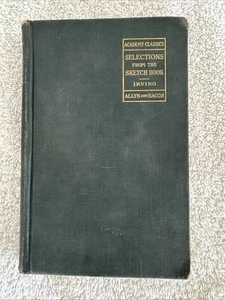 ACADEMY CLASSICS
SELECTIONS
FROM THE
SKETCH BOOK
IRVING
ALLYN AND BACON